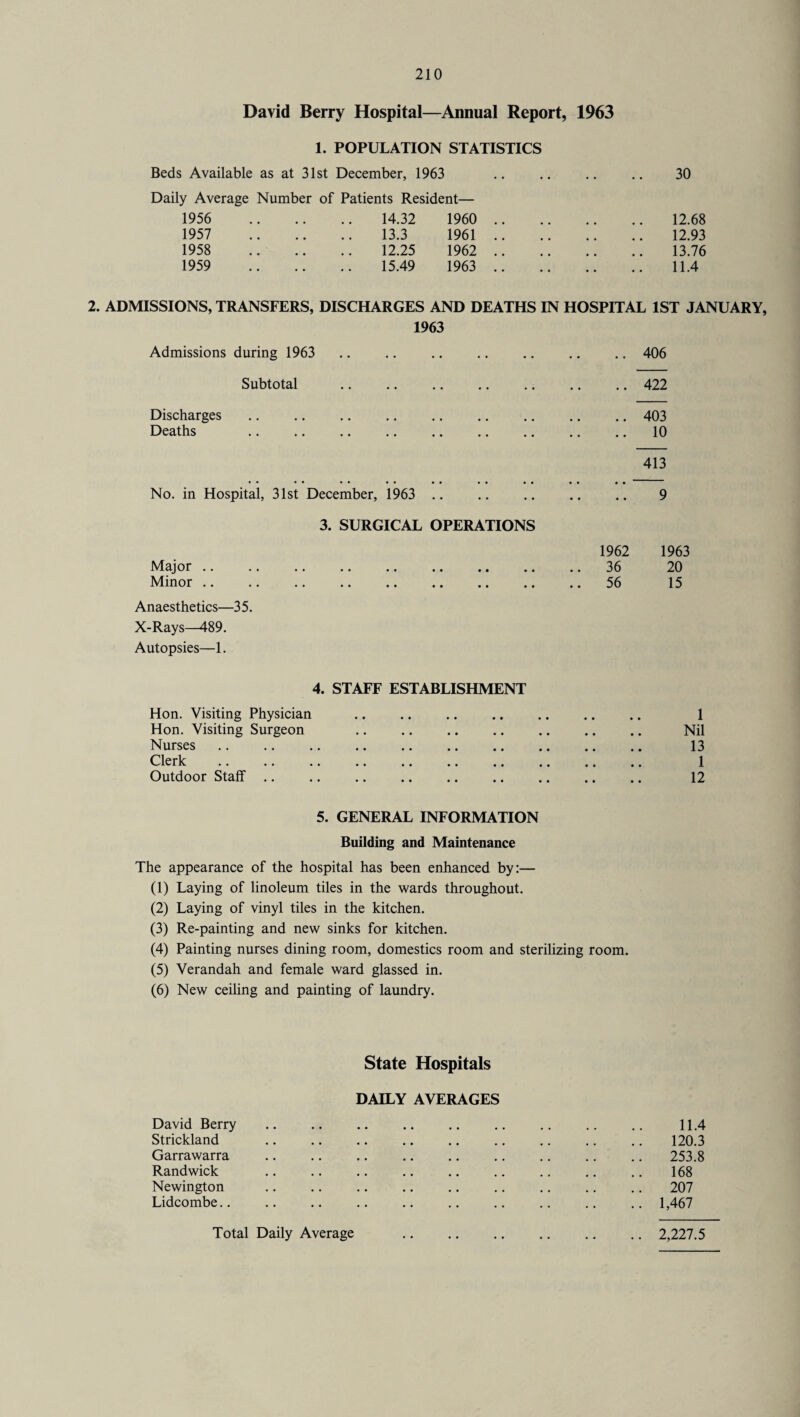 210
David Berry Hospital—Annual Report, 1963
1. POPULATION STATISTICS
Beds Available as at 31st December, 1963 .. .. .. .. 30
Daily Average Number of Patients Resident—
1956 .. .. .. .. 14.32 1960 .. .. .. .. .. 12.68
1957 .. .. .. .. 13.3 1961 .. .. .. .. .. 12.93
1958 .. .. .. .. 12.25 1962 .. .. .. .. .. 13.76
1959 .. .. .. .. 15.49 1963 .. .. .. .. .. 11.4
2. ADMISSIONS, TRANSFERS, DISCHARGES AND DEATHS IN HOSPITAL 1ST JANUARY,
1963
Admissions during 1963 .. .. .. .. .. .. .. 406
Subtotal .. .. .. .. .. .. .. 422
Discharges .. .. .. .. .. .. .. .. .. 403
Deaths .. .. .. .. .. .. .. .. .. 10
413
.. .. .. .. .. .. .. .. ..
No. in Hospital, 31st December, 1963 .. .. .. .. .. 9
3. SURGICAL OPERATIONS
1962 1963
Major .. .. .. .. .. .. .. .. .. 36 20
Minor .. .. .. .. .. .. .. .. .. 56 15
Anaesthetics—35.
X-Rays—489.
Autopsies—1.
4. STAFF ESTABLISHMENT
Hon. Visiting Physician .. .. .. .. .. .. .. 1
Hon. Visiting Surgeon .. .. .. .. .. .. .. Nil
Nurses .. .. .. .. .. .. .. .. .. .. 13
Clerk .. .. .. .. .. .. .. .. .. .. 1
Outdoor Staff .. .. .. .. .. .. .. .. .. 12
5. GENERAL INFORMATION
Building and Maintenance
The appearance of the hospital has been enhanced by:—
(1) Laying of linoleum tiles in the wards throughout.
(2) Laying of vinyl tiles in the kitchen.
(3) Re-painting and new sinks for kitchen.
(4) Painting nurses dining room, domestics room and sterilizing room.
(5) Verandah and female ward glassed in.
(6) New ceiling and painting of laundry.
State Hospitals
DAILY AVERAGES
David Berry .. .. .. .. .. .. .. .. .. 11.4
Strickland .. .. .. .. .. .. .. .. .. 120.3
Garrawarra .. .. .. .. .. .. .. .. .. 253.8
Randwick .. .. .. .. .. .. .. .. .. 168
Newington .. .. .. .. .. .. .. .. .. 207
Lidcombe.. .. .. .. .. .. .. .. .. .. 1,467
Total Daily Average .. .. .. .. .. .. 2,227.5